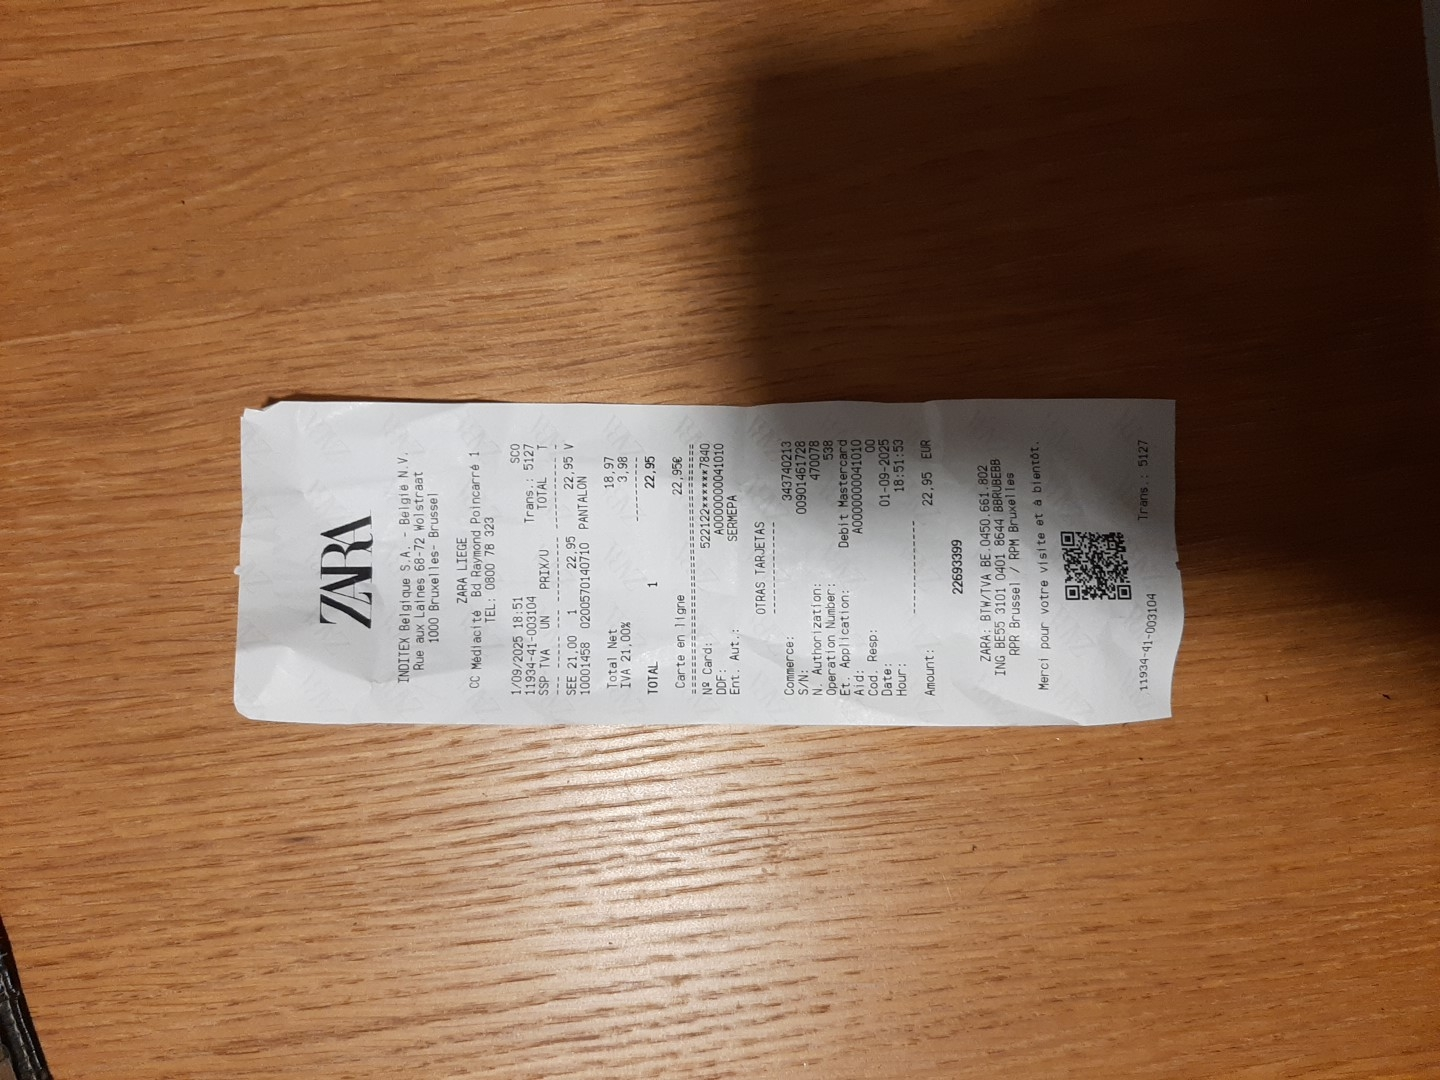 ZARA
INDITEX Belgique S.A. - België N.V.
Rue aux Laines 68-72 Wolstraat
1000 Bruxelles- Brussel
ZARA LIEGE
CC Médiacité Bd Raymond Poincarré 1
TEL: 0800 78 323
1/09/2025 18:51 SCO
11934-41-003104 Trans.: 5127
SSP TVA UN PRIX/U TOTAL T
SEE 21,00 1 22,95 22,95 V
10001458 02005701407​10 PANTALON
Total Net 18,97
IVA 21,00% 3,98
TOTAL 1 22,95
Carte en ligne 22,95€
Nº Card: 522122******7840
DDF: A0000000041010
Ent. Aut.: SERMEPA
OTRAS TARJETAS
Commerce: 343740213
S/N: 00901461728
N. Authorization: 470078
Operation Number: 538
Et. Application: Debit Mastercard
Aid: A0000000041010
Cod. Resp: 00
Date: 01-09-2025
Hour: 18:51:53
Amount: 22,95 EUR
22693399
ZARA: BTW/TVA BE.0450.661.802
ING BE55 3101 0401 8644 BBRUBEBB
RPR Brussel / RPM Bruxelles
Merci pour votre visite et à bientôt.
11934-41-003104 Trans.: 5127